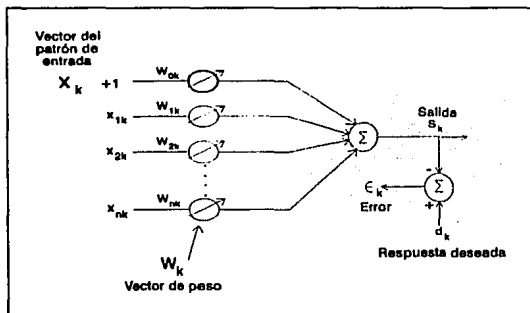 Vector del
patrón de
entrada
X k +1 W0k
x1k W1k
x2k W2k
xnk Wnk
Σ
Salida
Sk
-
Σ
+
ϵk
Error
dk
Respuesta deseada
Wk
Vector de peso